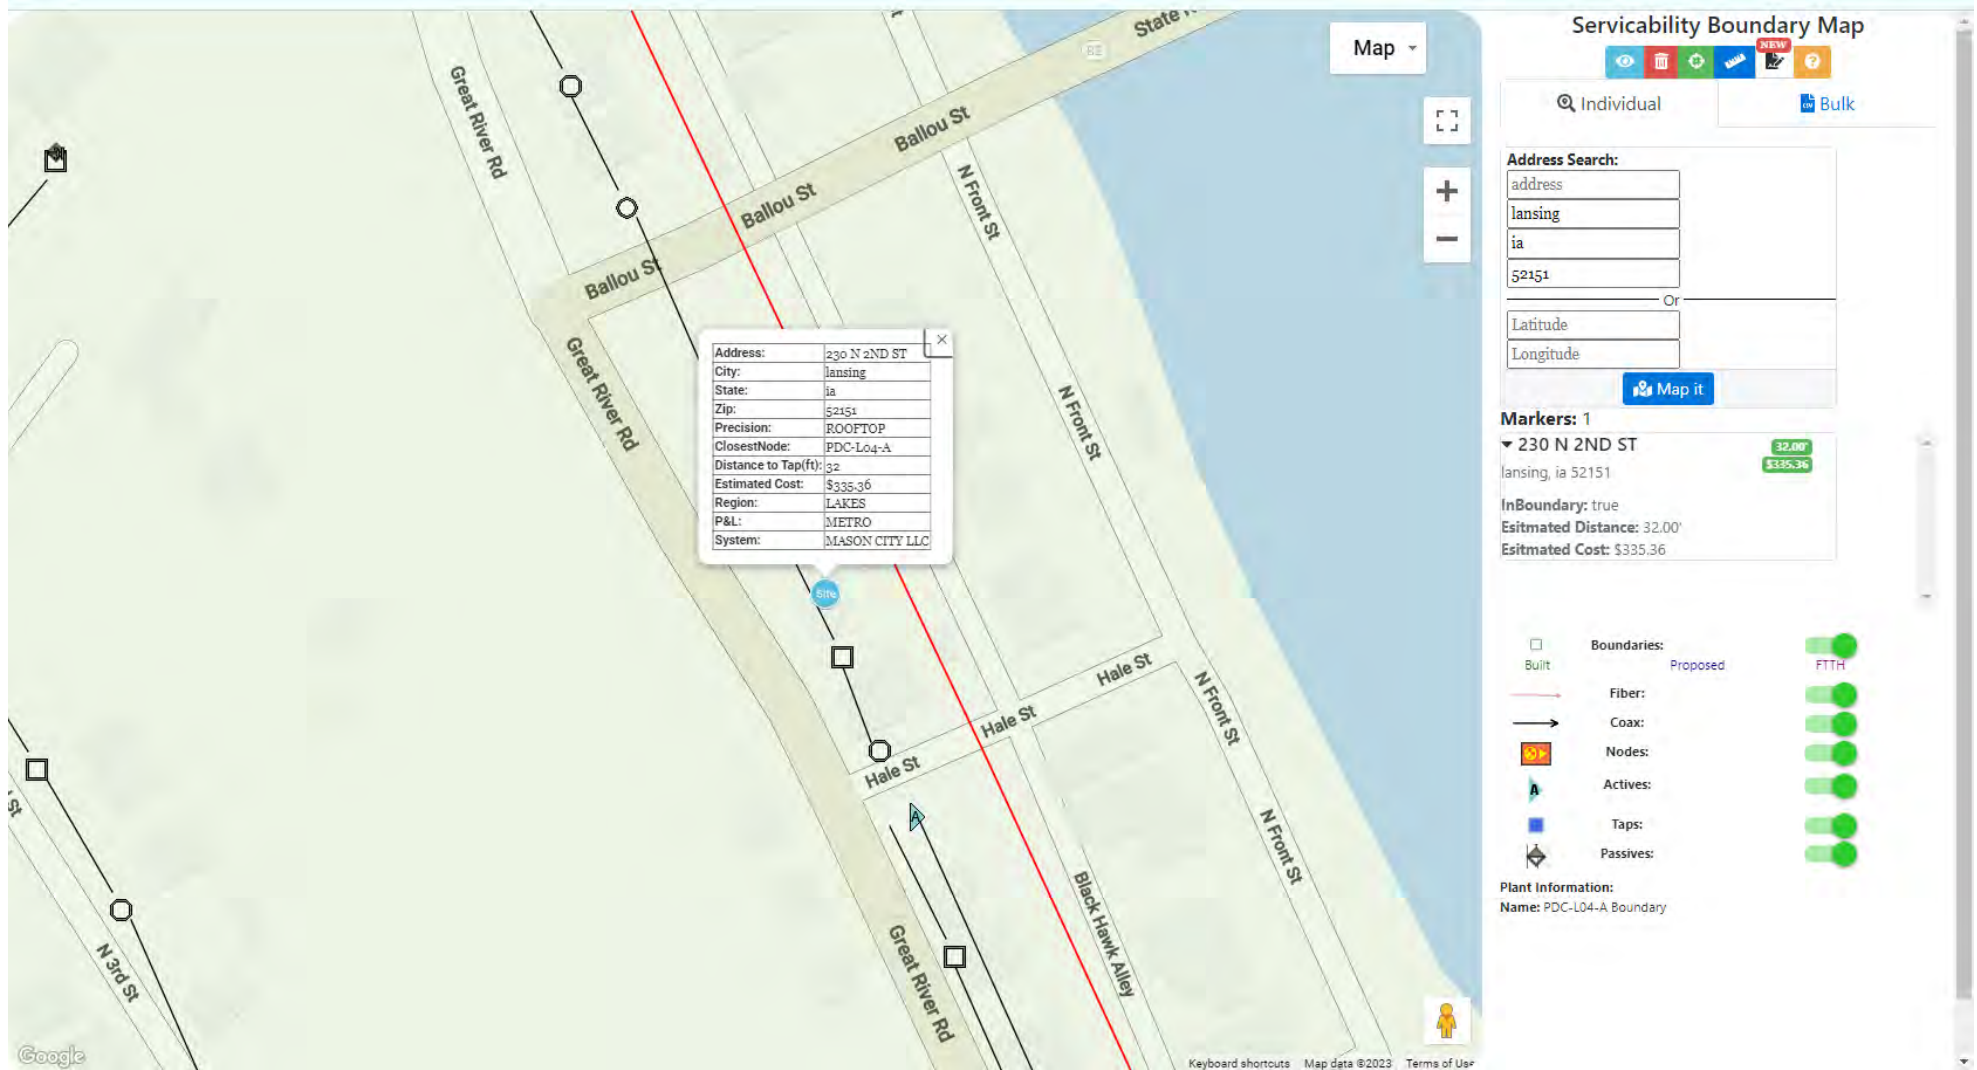 Servicability Boundary Map
NEW
Individual
Bulk
Address Search:
address
lansing
ia
52151
Or
Latitude
Longitude
Map it
Markers: 1
230 N 2ND ST
32.00'
$335.36
lansing, ia 52151
InBoundary: true
Esitmated Distance: 32.00'
Esitmated Cost: $335.36
Boundaries:
Built
Proposed
FTTH
Fiber:
Coax:
Nodes:
A
Actives:
Taps:
Passives:
Plant Information:
Name: PDC-L04-A Boundary
Map
State
Great River Rd
Ballou St
Ballou St
Ballou St
N Front St
Great River Rd
N Front St
Address: 230 N 2ND ST
City: lansing
State: ia
Zip: 52151
Precision: ROOFTOP
ClosestNode: PDC-L04-A
Distance to Tap(ft): 32
Estimated Cost: $335.36
Region: LAKES
P&L: METRO
System: MASON CITY LLC
Site
Hale St
Hale St
Hale St
N Front St
A
N Front St
Black Hawk Alley
Great River Rd
St
N 3rd St
Google
Keyboard shortcuts
Map data ©2023
Terms of Use